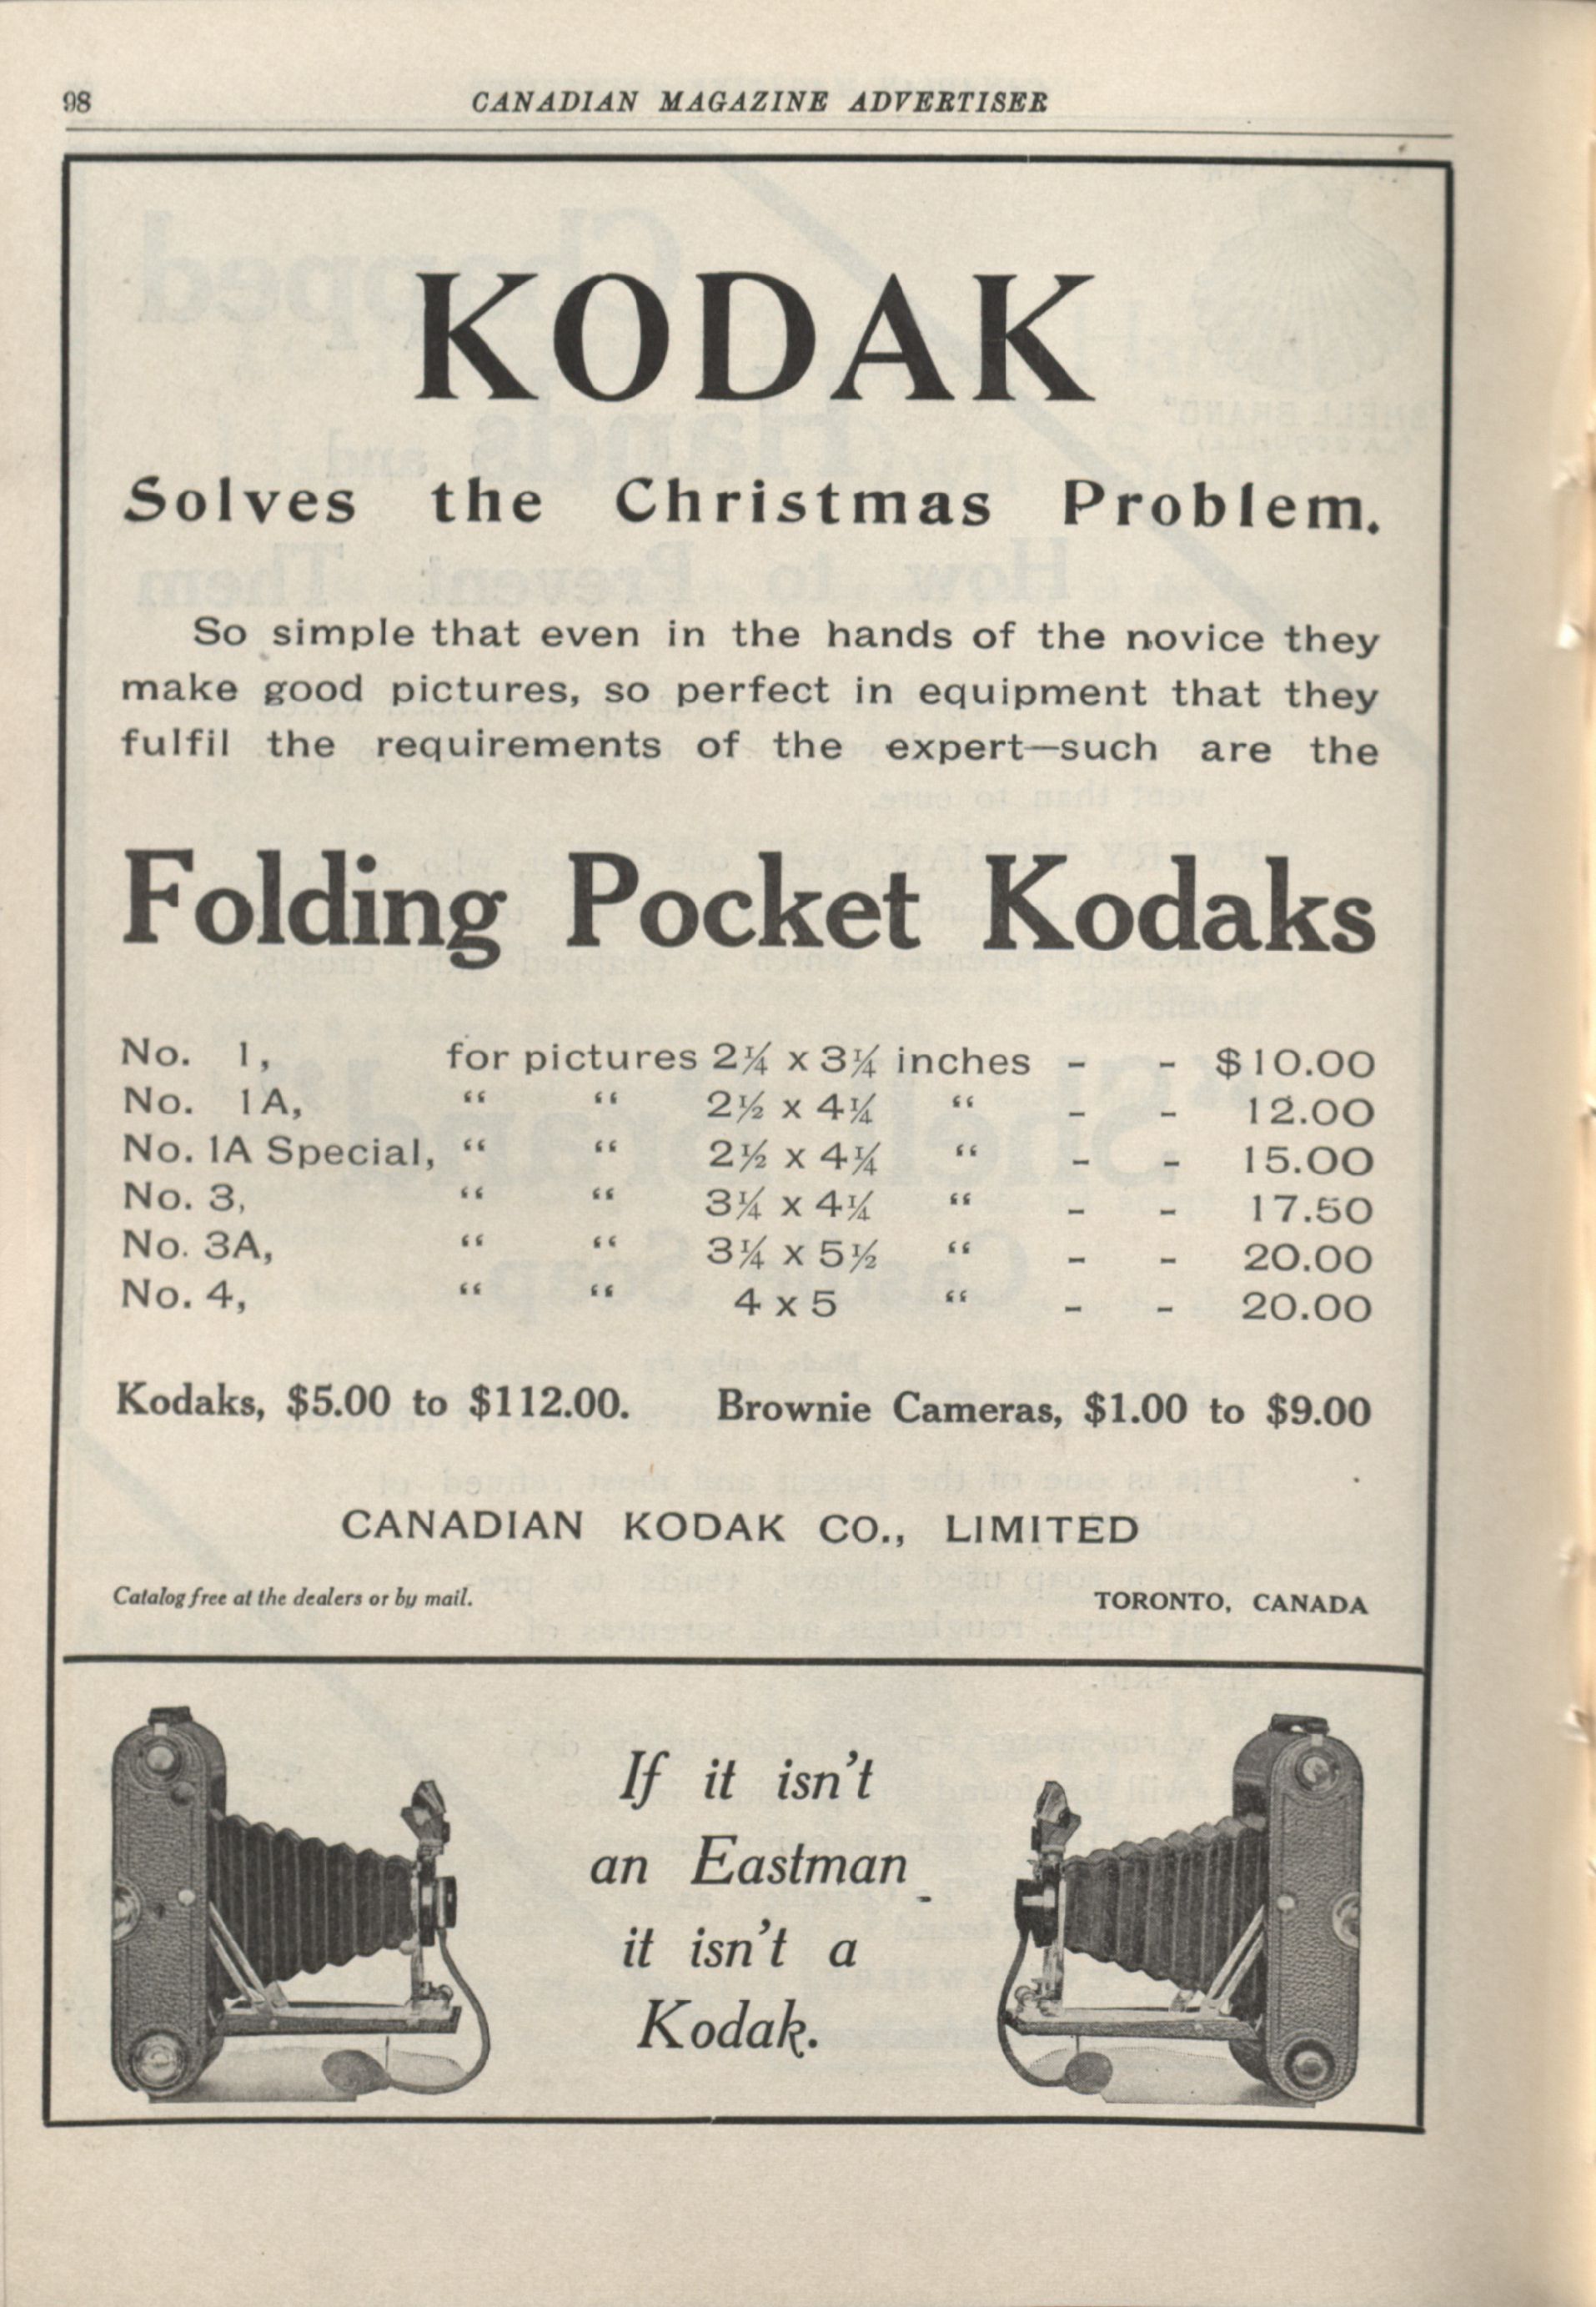 98
CANADIAN MAGAZINE ADVERTISER
KODAK
Solves the Christmas Problem.
So simple that even in the hands of the novice they
make good pictures, so perfect in equipment that they
fulfil the requirements of the expert—such are the
Folding Pocket Kodaks
No. 1, for pictures 2¼ x 3¼ inches - - $10.00
No. 1A, “ “ 2½ x 4¼ “ - - 12.00
No. 1A Special, “ “ 2½ x 4¼ “ - - 15.00
No. 3, “ “ 3¼ x 4¼ “ - - 17.50
No. 3A, “ “ 3¼ x 5½ “ - - 20.00
No. 4, “ “ 4 x 5 “ - - 20.00
Kodaks, $5.00 to $112.00. Brownie Cameras, $1.00 to $9.00
CANADIAN KODAK CO., LIMITED
Catalog free at the dealers or by mail. TORONTO, CANADA
If it isn’t
an Eastman
it isn’t a
Kodak.